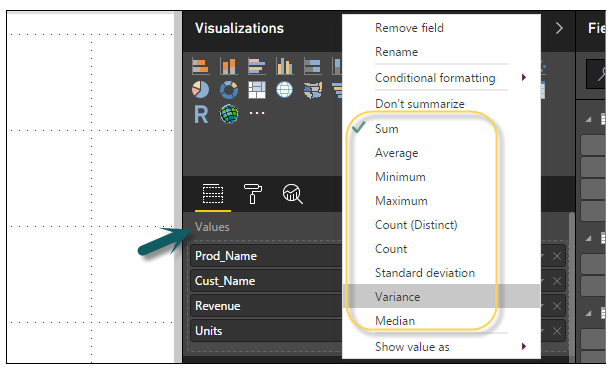 Visualizations
Fie
R
Values
Prod_Name
Cust_Name
Revenue
Units
Remove field
Rename
Conditional formatting
Don't summarize
Sum
Average
Minimum
Maximum
Count (Distinct)
Count
Standard deviation
Variance
Median
Show value as